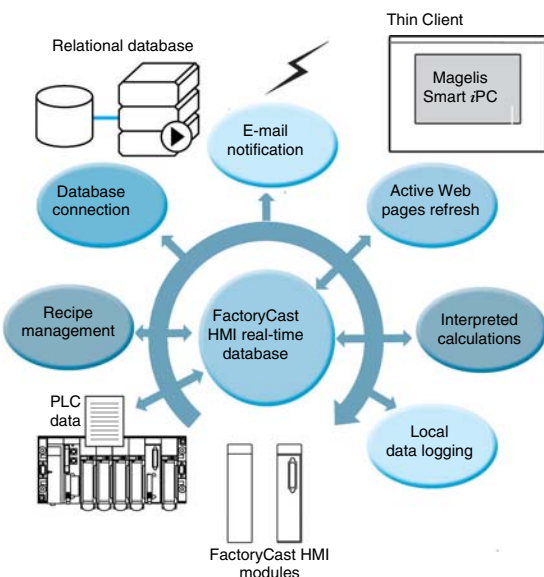 Thin Client
Relational database
Magelis
Smart iPC
E-mail
notification
Database
connection
Active Web
pages refresh
Recipe
management
FactoryCast
HMI real-time
database
Interpreted
calculations
PLC
data
Local
data logging
FactoryCast HMI
modules